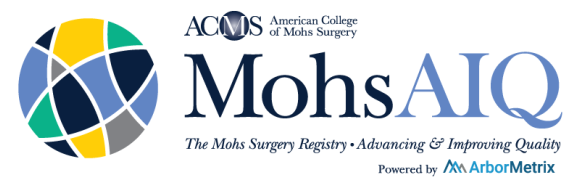 ACMS American College
of Mohs Surgery
MohsAIQ
The Mohs Surgery Registry • Advancing & Improving Quality
Powered by ArborMetrix